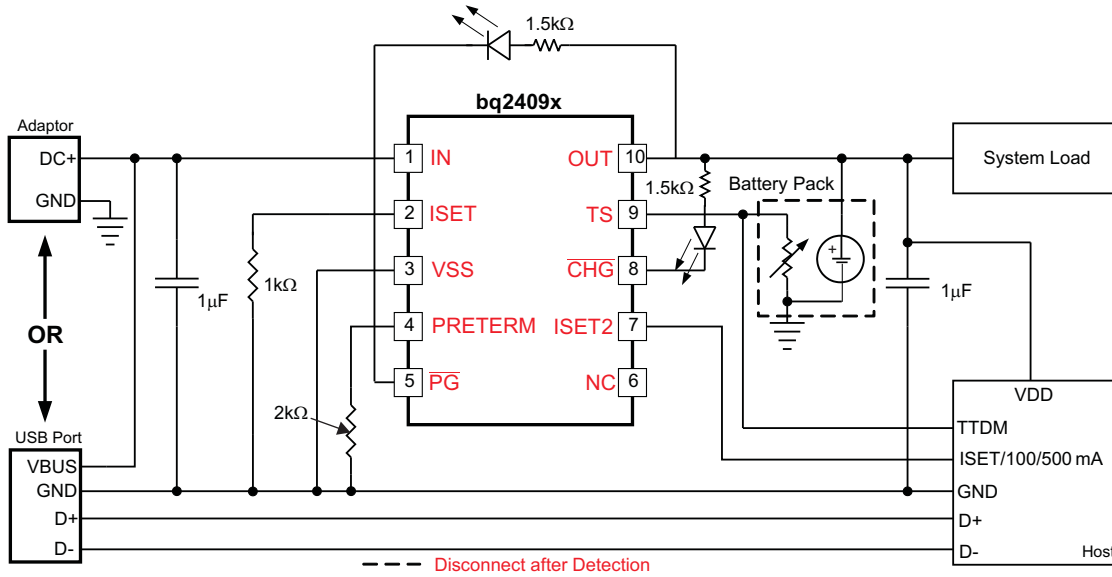 1.5kΩ
bq2409x
Adaptor
DC+
GND
1 IN
OUT 10
System Load
1.5kΩ
Battery Pack
2 ISET
TS 9
+
3 VSS
CHG 8
1μF
1kΩ
1μF
OR
4 PRETERM
ISET2 7
5 PG
NC 6
VDD
2kΩ
TTDM
USB Port
VBUS
ISET/100/500 mA
GND
GND
D+
D+
D-
D-
Host
Disconnect after Detection